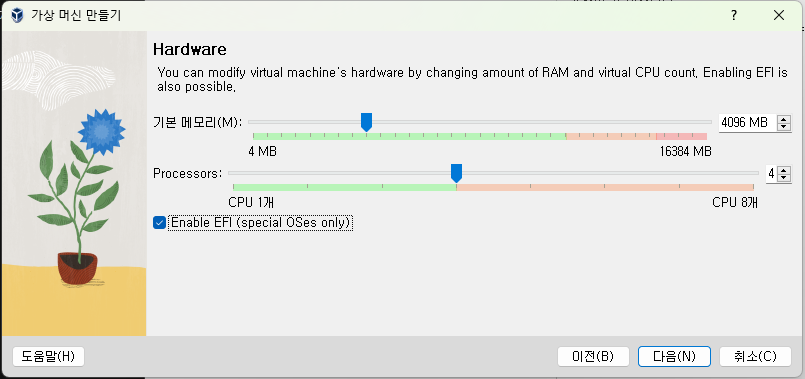 가상 머신 만들기
?
Hardware
You can modify virtual machine's hardware by changing amount of RAM and virtual CPU count. Enabling EFI is
also possible.
기본 메모리(M):
4096 MB
4 MB
16384 MB
Processors:
4
CPU 1개
CPU 8개
Enable EFI (special OSes only)
도움말(H)
이전(B)
다음(N)
취소(C)